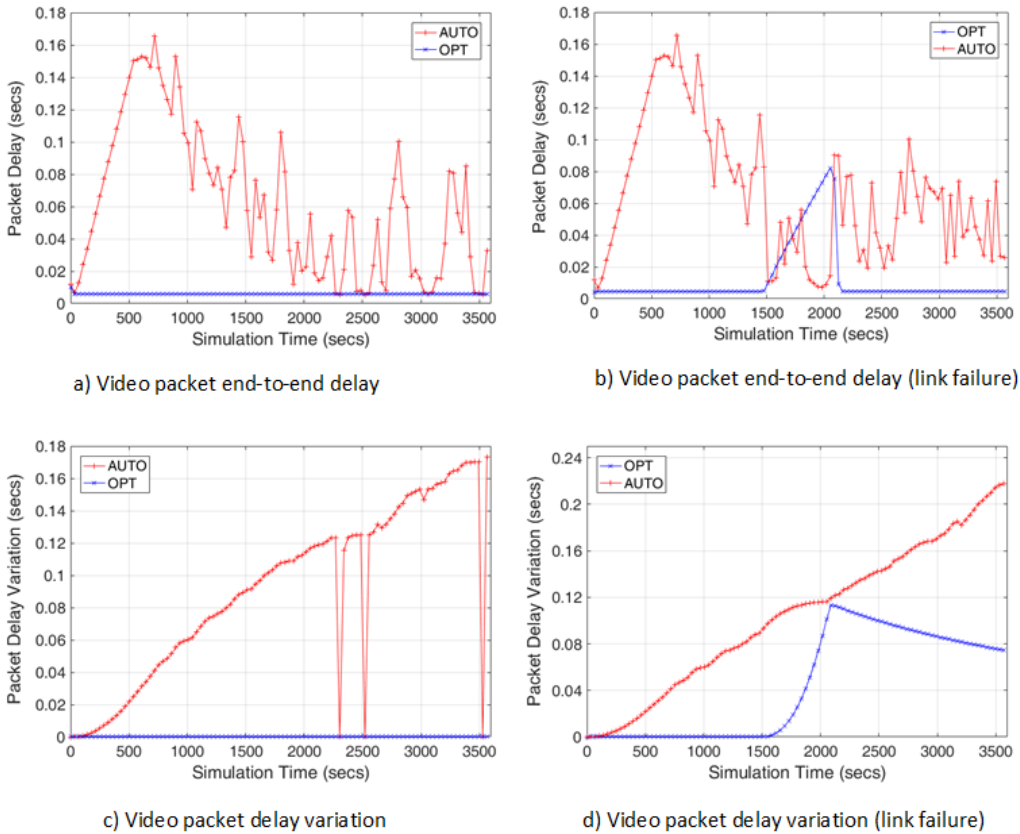 0.18
0.16
0.14
0.12
0.1
0.08
0.06
0.04
0.02
0
Packet Delay (secs)
AUTO
OPT
0 500 1000 1500 2000 2500 3000 3500
Simulation Time (secs)
a) Video packet end-to-end delay
0.18
0.16
0.14
0.12
0.1
0.08
0.06
0.04
0.02
0
Packet Delay (secs)
OPT
AUTO
0 500 1000 1500 2000 2500 3000 3500
Simulation Time (secs)
b) Video packet end-to-end delay (link failure)
0.18
0.16
0.14
0.12
0.1
0.08
0.06
0.04
0.02
0
Packet Delay Variation (secs)
AUTO
OPT
0 500 1000 1500 2000 2500 3000 3500
Simulation Time (secs)
c) Video packet delay variation
0.24
0.2
0.16
0.12
0.08
0.04
0
Packet Delay Variation (secs)
OPT
AUTO
0 500 1000 1500 2000 2500 3000 3500
Simulation Time (secs)
d) Video packet delay variation (link failure)